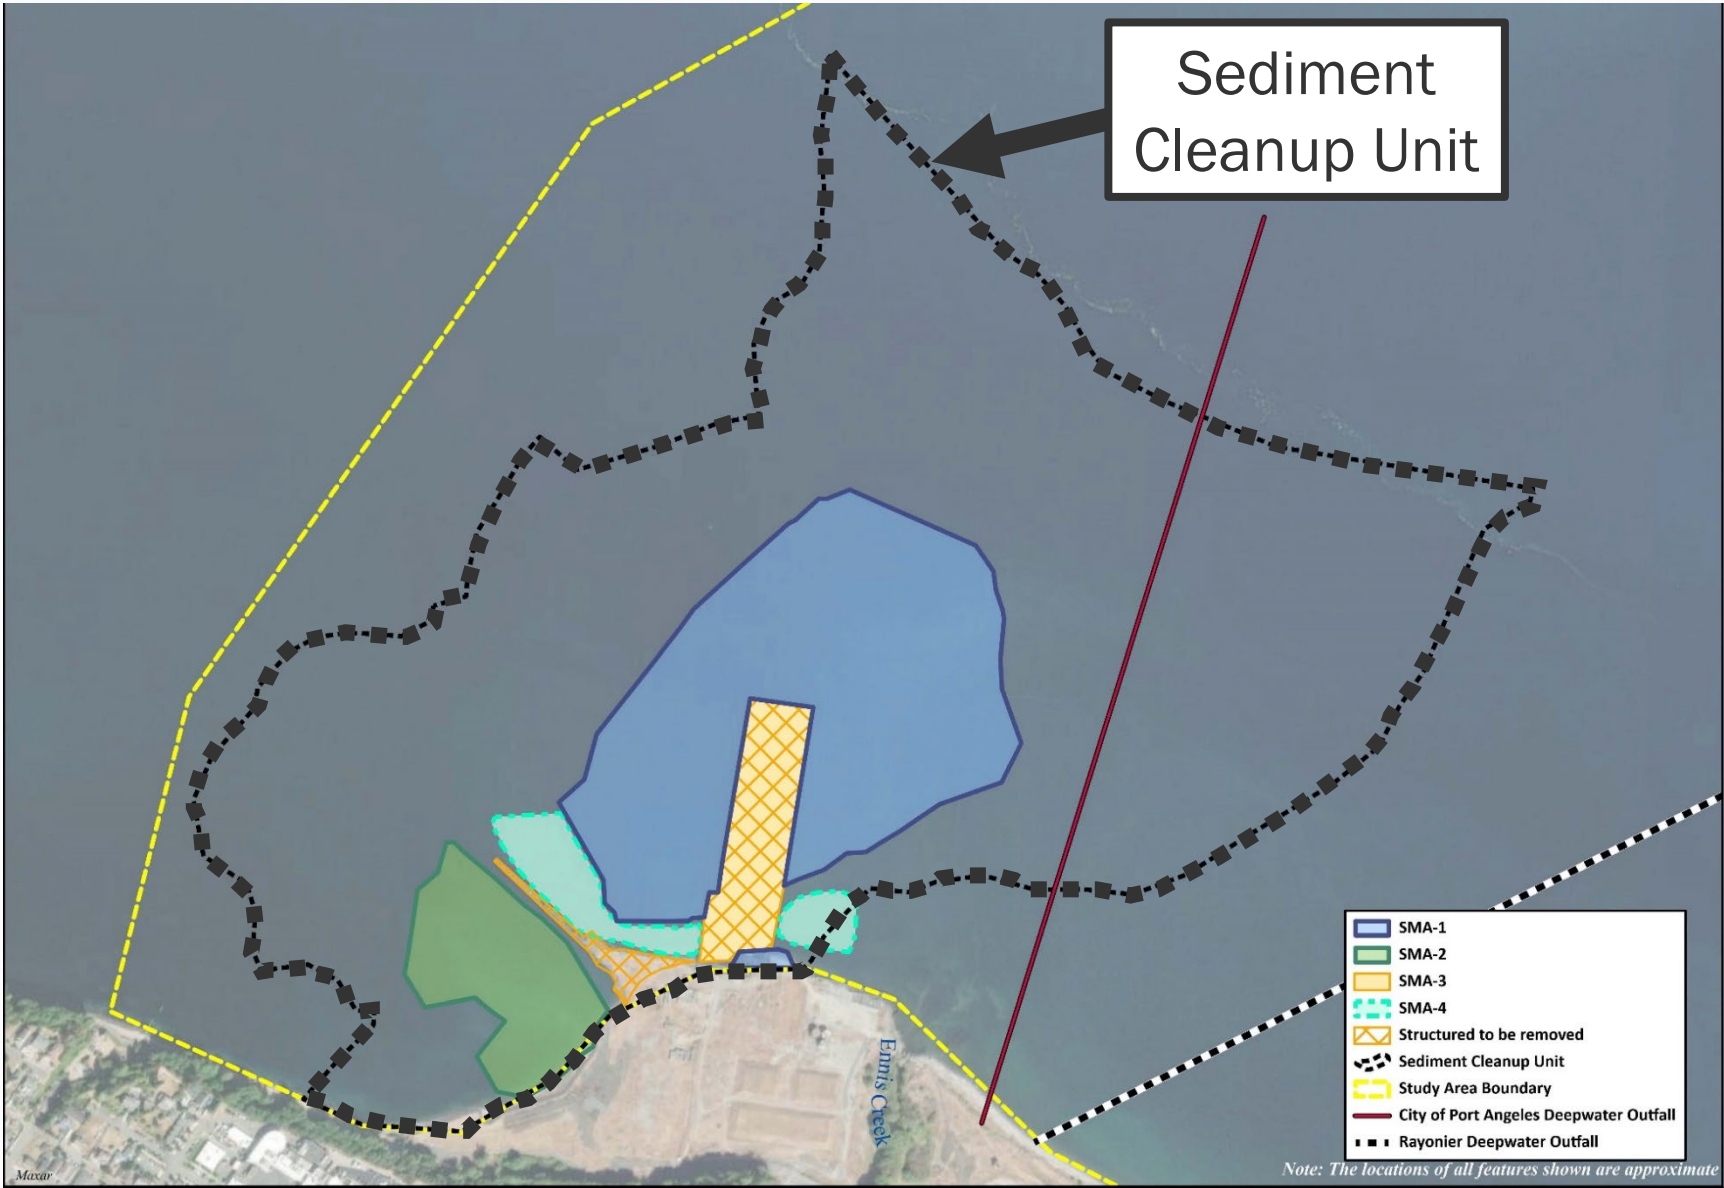 Sediment
Cleanup Unit
SMA-1
SMA-2
SMA-3
SMA-4
Structured to be removed
Sediment Cleanup Unit
Study Area Boundary
City of Port Angeles Deepwater Outfall
Rayonier Deepwater Outfall
Ennis Creek
Maxar
Note: The locations of all features shown are approximate